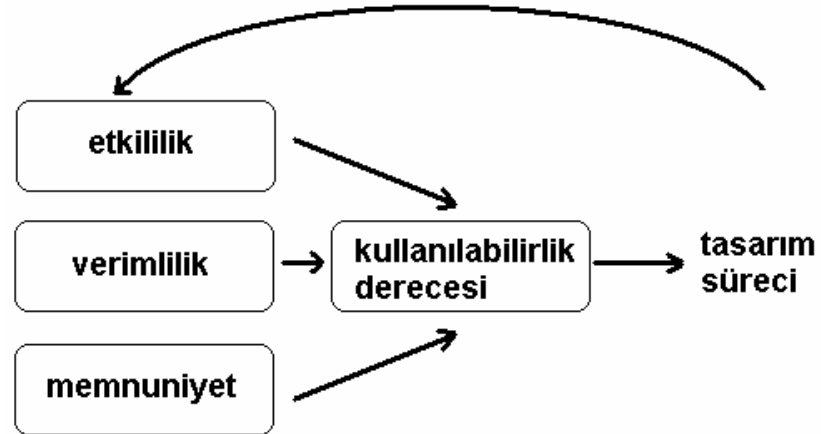 etkililik
verimlilik
kullanılabilirlik
derecesi
tasarım
süreci
memnuniyet